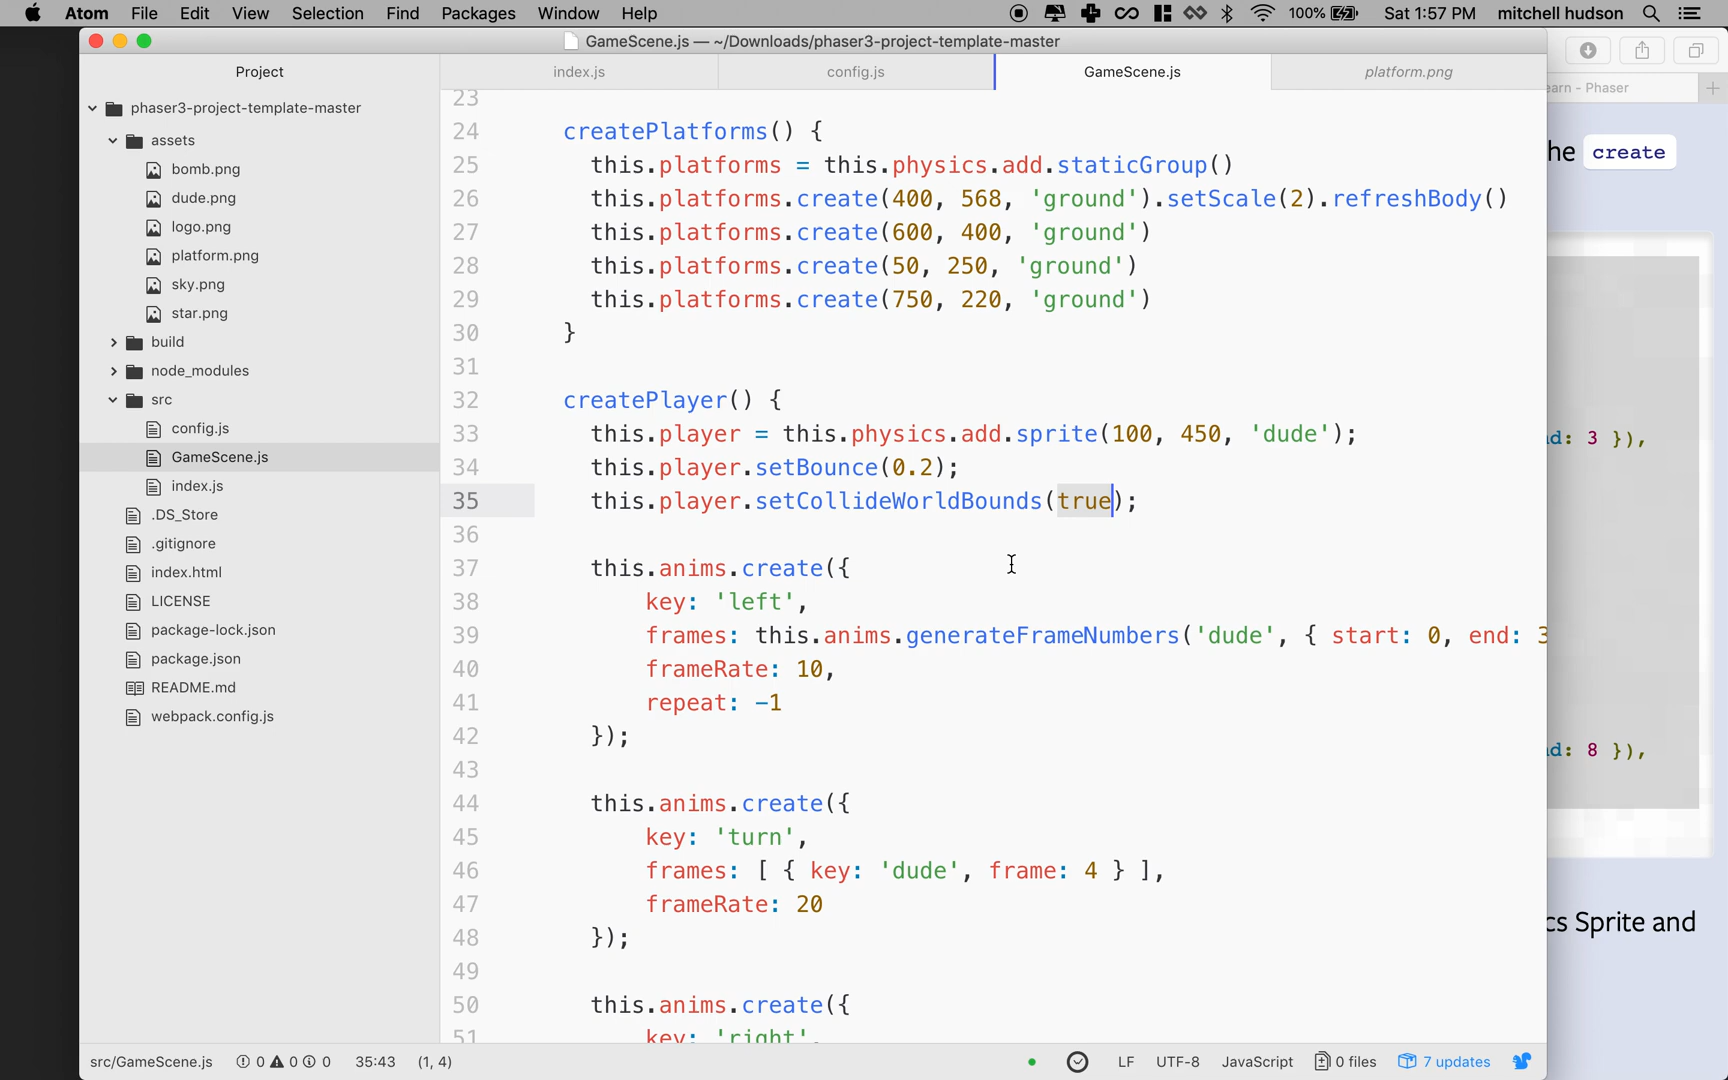 Atom File Edit View Selection Find Packages Window Help 100% Sat 1:57 PM mitchell hudson
GameScene.js — ~/Downloads/phaser3-project-template-master
Project
index.js
config.js
GameScene.js
platform.png
earn - Phaser
phaser3-project-template-master
assets
bomb.png
dude.png
logo.png
platform.png
sky.png
star.png
build
node_modules
src
config.js
GameScene.js
index.js
.DS_Store
.gitignore
index.html
LICENSE
package-lock.json
package.json
README.md
webpack.config.js
23
24 createPlatforms() {
25 this.platforms = this.physics.add.staticGroup()
26 this.platforms.create(400, 568, 'ground').setScale(2).refreshBody()
27 this.platforms.create(600, 400, 'ground')
28 this.platforms.create(50, 250, 'ground')
29 this.platforms.create(750, 220, 'ground')
30 }
31
32 createPlayer() {
33 this.player = this.physics.add.sprite(100, 450, 'dude');
34 this.player.setBounce(0.2);
35 this.player.setCollideWorldBounds(true);
36
37 this.anims.create({
38 key: 'left',
39 frames: this.anims.generateFrameNumbers('dude', { start: 0, end: 3
40 frameRate: 10,
41 repeat: -1
42 });
43
44 this.anims.create({
45 key: 'turn',
46 frames: [ { key: 'dude', frame: 4 } ],
47 frameRate: 20
48 });
49
50 this.anims.create({
51 key: 'right',
he create
d: 3 }),
d: 8 }),
cs Sprite and
src/GameScene.js 0 0 0 35:43 (1, 4) LF UTF-8 JavaScript 0 files 7 updates